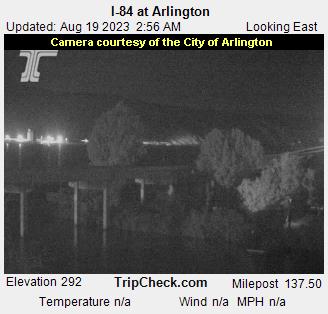 I-84 at Arlington
Updated: Aug 19 2023 2:56 AM Looking East
Camera courtesy of the City of Arlington
Elevation 292 TripCheck.com Milepost 137.50
Temperature n/a Wind n/a MPH n/a